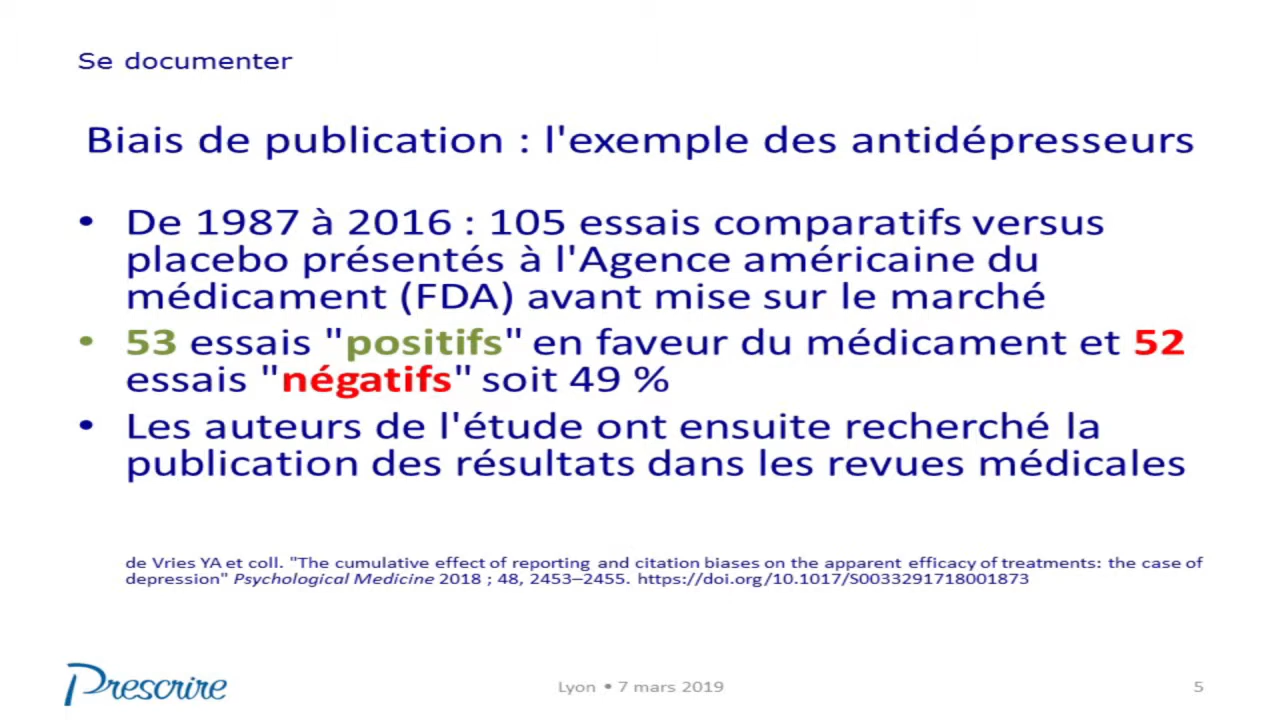 Se documenter
Biais de publication : l'exemple des antidépresseurs
• De 1987 à 2016 : 105 essais comparatifs versus
placebo présentés à l'Agence américaine du
médicament (FDA) avant mise sur le marché
• 53 essais "positifs" en faveur du médicament et 52
essais "négatifs" soit 49 %
• Les auteurs de l'étude ont ensuite recherché la
publication des résultats dans les revues médicales
de Vries YA et coll. "The cumulative effect of reporting and citation biases on the apparent efficacy of treatments: the case of
depression" Psychological Medicine 2018 ; 48, 2453–2455. https://doi.org/10.1017/S0033291718001873
Prescrire
Lyon • 7 mars 2019
5